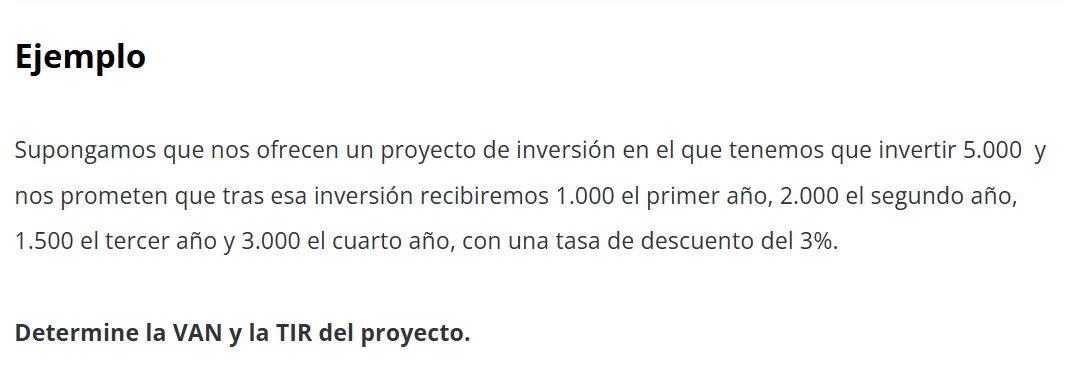 Ejemplo
Supongamos que nos ofrecen un proyecto de inversión en el que tenemos que invertir 5.000  y
nos prometen que tras esa inversión recibiremos 1.000 el primer año, 2.000 el segundo año,
1.500 el tercer año y 3.000 el cuarto año, con una tasa de descuento del 3%.
Determine la VAN y la TIR del proyecto.